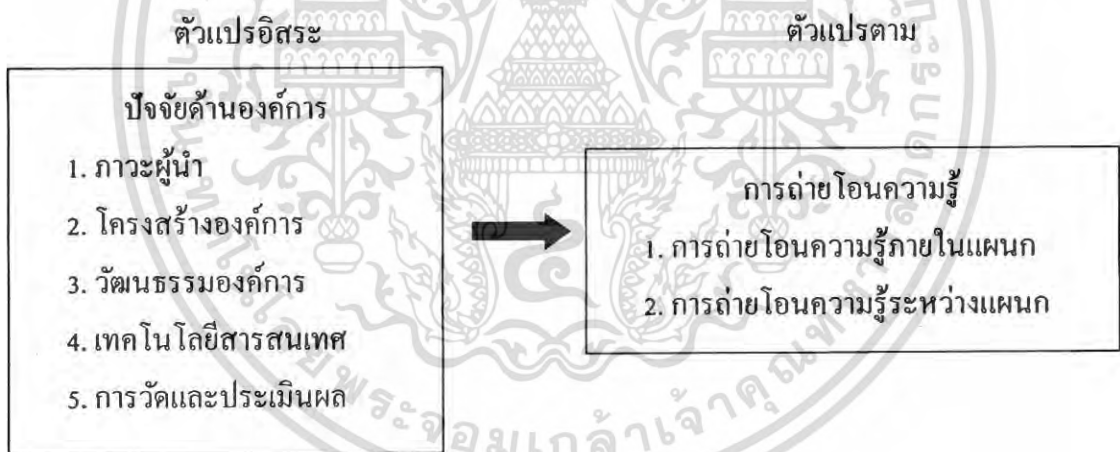 ตัวแปรอิสระ
ตัวแปรตาม
ปัจจัยด้านองค์การ
1. ภาวะผู้นำ
2. โครงสร้างองค์การ
3. วัฒนธรรมองค์การ
4. เทคโนโลยีสารสนเทศ
5. การวัดและประเมินผล
การถ่ายโอนความรู้
1. การถ่ายโอนความรู้ภายในแผนก
2. การถ่ายโอนความรู้ระหว่างแผนก